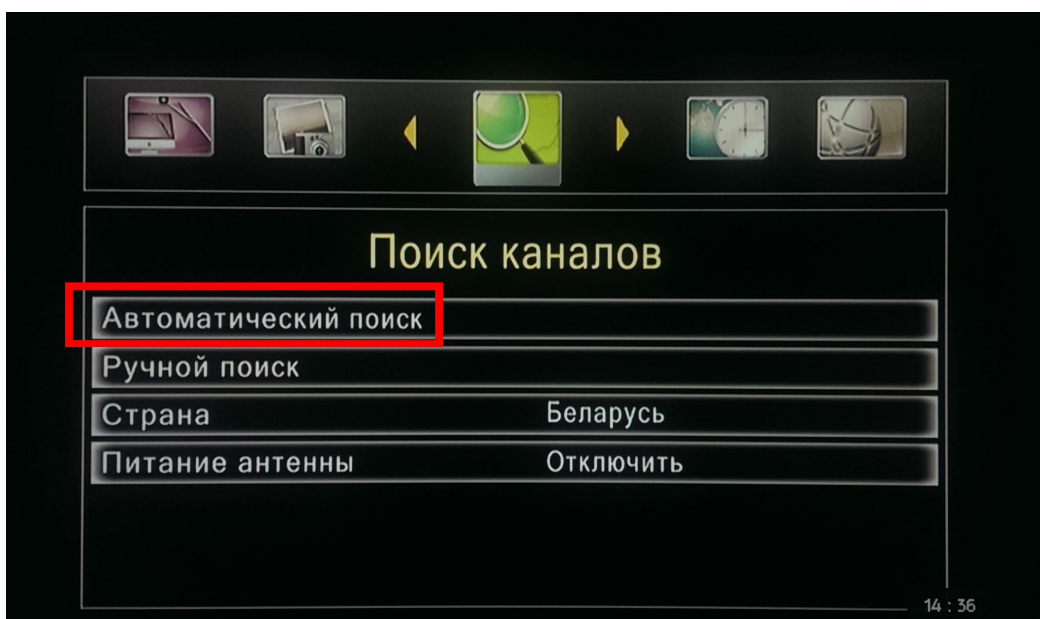 Поиск каналов
Автоматический поиск
Ручной поиск
Страна Беларусь
Питание антенны Отключить
14 : 36